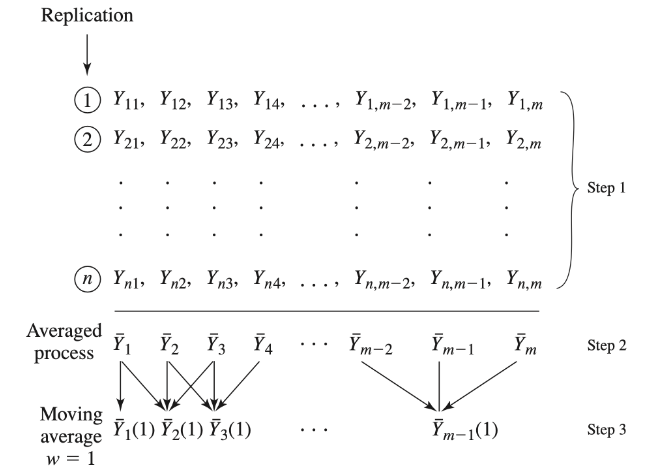 Replication
① Y₁₁, Y₁₂, Y₁₃, Y₁₄, . . . , Y₁,ₘ₋₂, Y₁,ₘ₋₁, Y₁,ₘ
② Y₂₁, Y₂₂, Y₂₃, Y₂₄, . . . , Y₂,ₘ₋₂, Y₂,ₘ₋₁, Y₂,ₘ
Step 1
ⓝ Yₙ₁, Yₙ₂, Yₙ₃, Yₙ₄, . . . , Yₙ,ₘ₋₂, Yₙ,ₘ₋₁, Yₙ,ₘ
Averaged
process Ȳ₁ Ȳ₂ Ȳ₃ Ȳ₄ · · · Ȳₘ₋₂ Ȳₘ₋₁ Ȳₘ Step 2
Moving
average Ȳ₁(1) Ȳ₂(1) Ȳ₃(1) · · · Ȳₘ₋₁(1) Step 3
w = 1